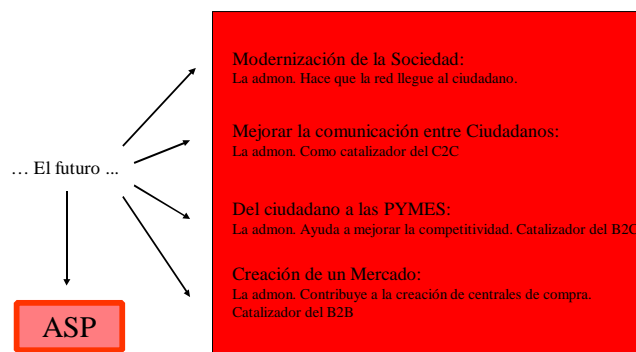 Modernización de la Sociedad:
La admon. Hace que la red llegue al ciudadano.
Mejorar la comunicación entre Ciudadanos:
La admon. Como catalizador del C2C
… El futuro ...
Del ciudadano a las PYMES:
La admon. Ayuda a mejorar la competitividad. Catalizador del B2C
Creación de un Mercado:
La admon. Contribuye a la creación de centrales de compra.
Catalizador del B2B
ASP